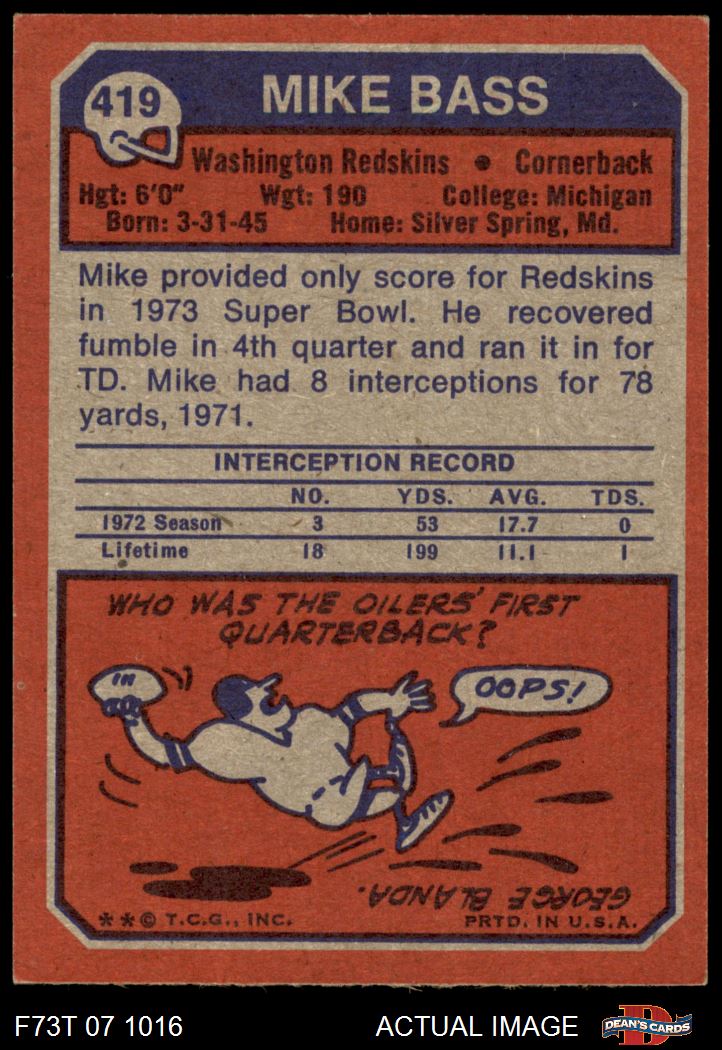 419
MIKE BASS
Washington Redskins • Cornerback
Hgt: 6'0" Wgt: 190 College: Michigan
Born: 3-31-45 Home: Silver Spring, Md.
Mike provided only score for Redskins
in 1973 Super Bowl. He recovered
fumble in 4th quarter and ran it in for
TD. Mike had 8 interceptions for 78
yards, 1971.
INTERCEPTION RECORD
NO. YDS. AVG. TDS.
1972 Season 3 53 17.7 0
Lifetime 18 199 11.1 1
WHO WAS THE OILERS' FIRST
QUARTERBACK?
OOPS!
GEORGE BLANDA.
**© T.C.G., INC. PRTD. IN U.S.A.
F73T 07 1016 ACTUAL IMAGE DEAN'S CARDS